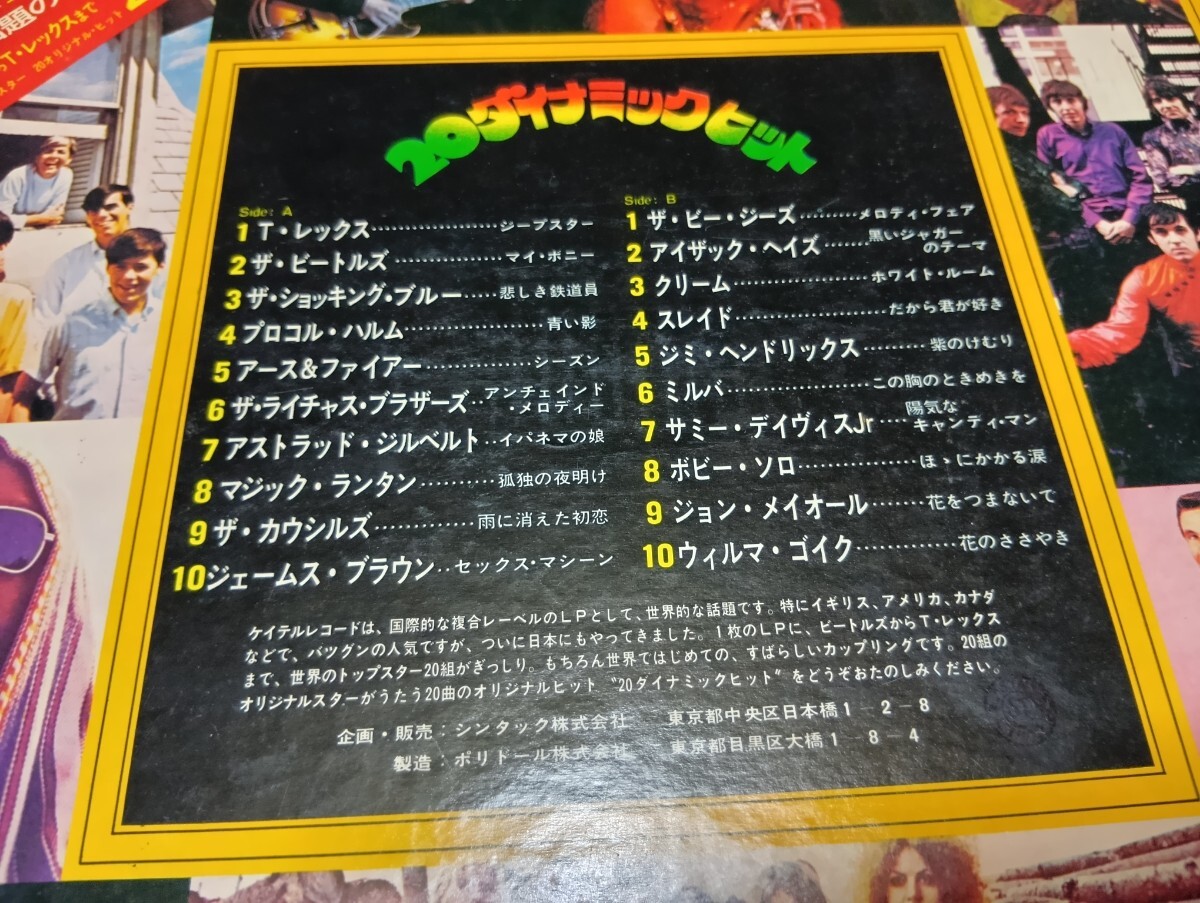 題の
らT・レックスまで
スター 20オリジナル・ヒット
20ダイナミックヒット
Side: A
1 T・レックス………………ジープスター
2 ザ・ビートルズ………………マイ・ボニー
3 ザ・ショッキング・ブルー……悲しき鉄道員
4 プロコル・ハルム………………青い影
5 アース&ファイアー………………シーズン
6 ザ・ライチャス・ブラザーズ…アンチェインド・メロディー
7 アストラッド・ジルベルト…イパネマの娘
8 マジック・ランタン…………孤独の夜明け
9 ザ・カウシルズ………………雨に消えた初恋
10 ジェームス・ブラウン…セックス・マシーン
Side: B
1 ザ・ビー・ジーズ…………メロディ・フェア
2 アイザック・ヘイズ………黒いジャガーのテーマ
3 クリーム………………ホワイト・ルーム
4 スレイド………………だから君が好き
5 ジミ・ヘンドリックス………紫のけむり
6 ミルバ………………この胸のときめきを
7 サミー・デイヴィスJr……陽気なキャンティ・マン
8 ボビー・ソロ………………ほゝにかかる涙
9 ジョン・メイオール………花をつまないで
10 ウィルマ・ゴイク…………花のささやき
ケイテルレコードは、国際的な複合レーベルのLPとして、世界的な話題です。特にイギリス、アメリカ、カナダ
などで、バツグンの人気ですが、ついに日本にもやってきました。1枚のLPに、ビートルズからT・レックス
まで、世界のトップスター20組がぎっしり。もちろん世界ではじめての、すばらしいカップリングです。20組の
オリジナルスターがうたう20曲のオリジナルヒット〝20ダイナミックヒット〟をどうぞおたのしみください。
企画・販売:シンタック株式会社 東京都中央区日本橋1-2-8
製造:ポリドール株式会社 東京都目黒区大橋1-8-4